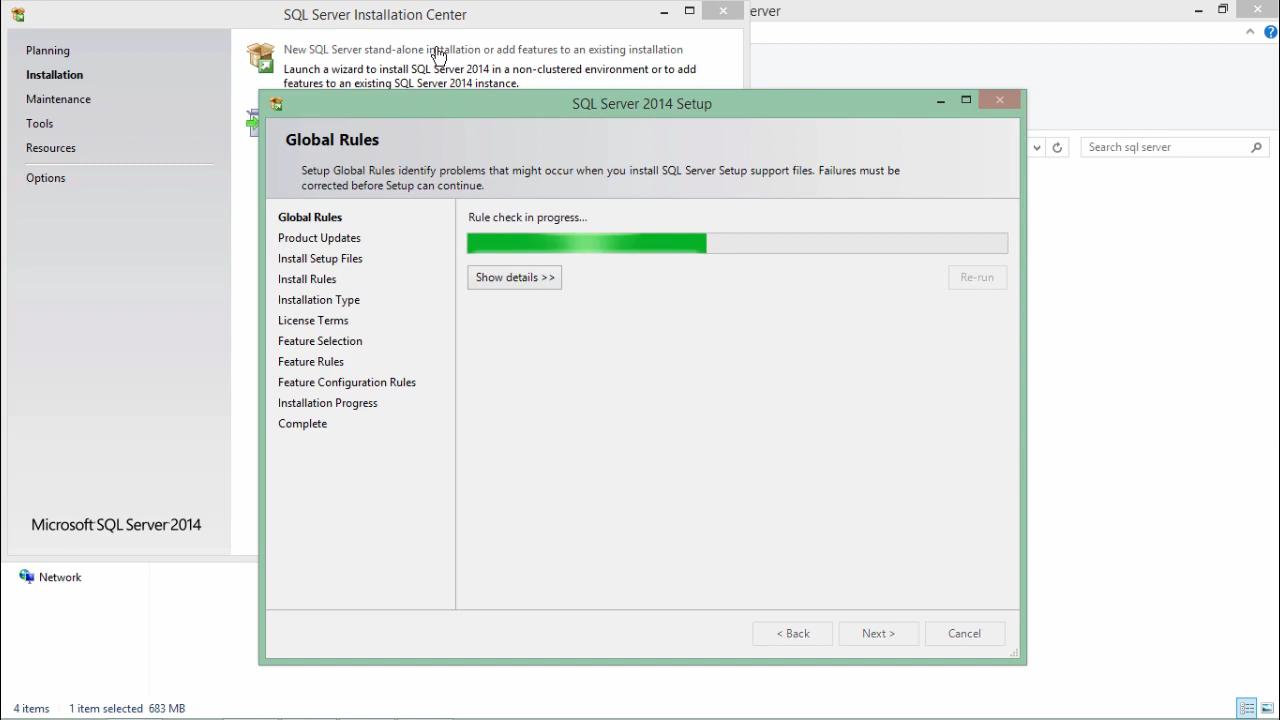 SQL Server Installation Center
erver
Planning
Installation
Maintenance
Tools
Resources
Options
New SQL Server stand-alone installation or add features to an existing installation
Launch a wizard to install SQL Server 2014 in a non-clustered environment or to add
features to an existing SQL Server 2014 instance.
Microsoft SQL Server 2014
SQL Server 2014 Setup
Global Rules
Setup Global Rules identify problems that might occur when you install SQL Server Setup support files. Failures must be
corrected before Setup can continue.
Global Rules
Product Updates
Install Setup Files
Install Rules
Installation Type
License Terms
Feature Selection
Feature Rules
Feature Configuration Rules
Installation Progress
Complete
Rule check in progress...
Show details >>
Re-run
< Back
Next >
Cancel
Search sql server
Network
4 items
1 item selected 683 MB